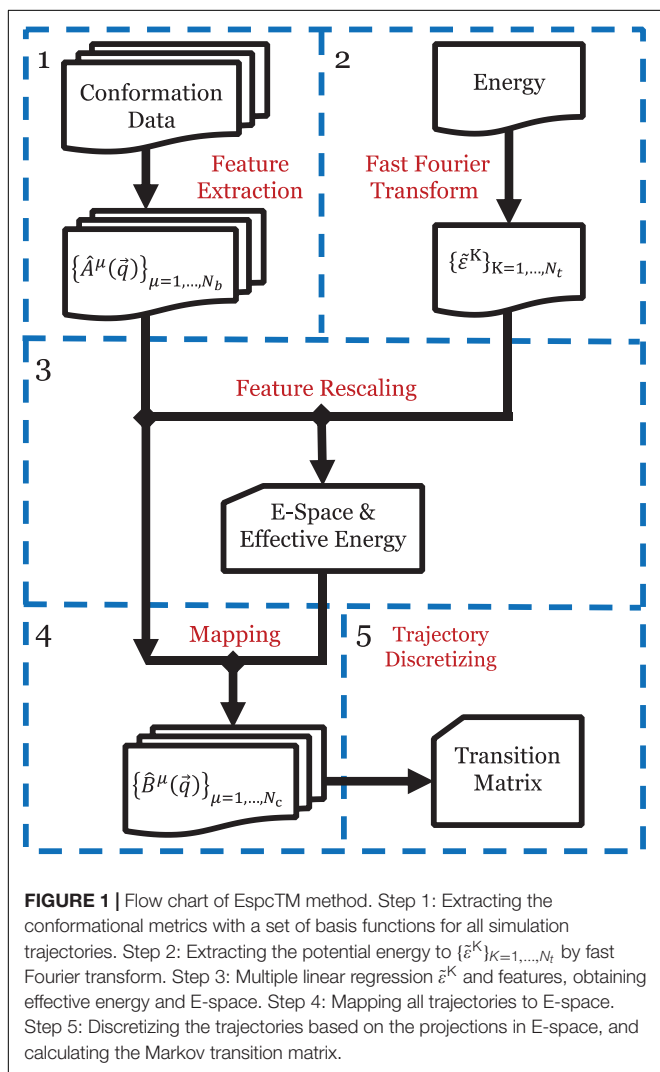 1
2
Conformation
Data
Energy
Feature
Extraction
Fast Fourier
Transform
{Â^μ(q⃗)}_μ=1,…,N_b
{ε̃^K}_K=1,…,N_t
3
Feature Rescaling
E-Space &
Effective Energy
4
Mapping
5
Trajectory
Discretizing
{B̂^μ(q⃗)}_μ=1,…,N_c
Transition
Matrix
FIGURE 1 | Flow chart of EspcTM method. Step 1: Extracting the
conformational metrics with a set of basis functions for all simulation
trajectories. Step 2: Extracting the potential energy to {ε̃^K}_K=1,…,N_t by fast
Fourier transform. Step 3: Multiple linear regression ε̃^K and features, obtaining
effective energy and E-space. Step 4: Mapping all trajectories to E-space.
Step 5: Discretizing the trajectories based on the projections in E-space, and
calculating the Markov transition matrix.